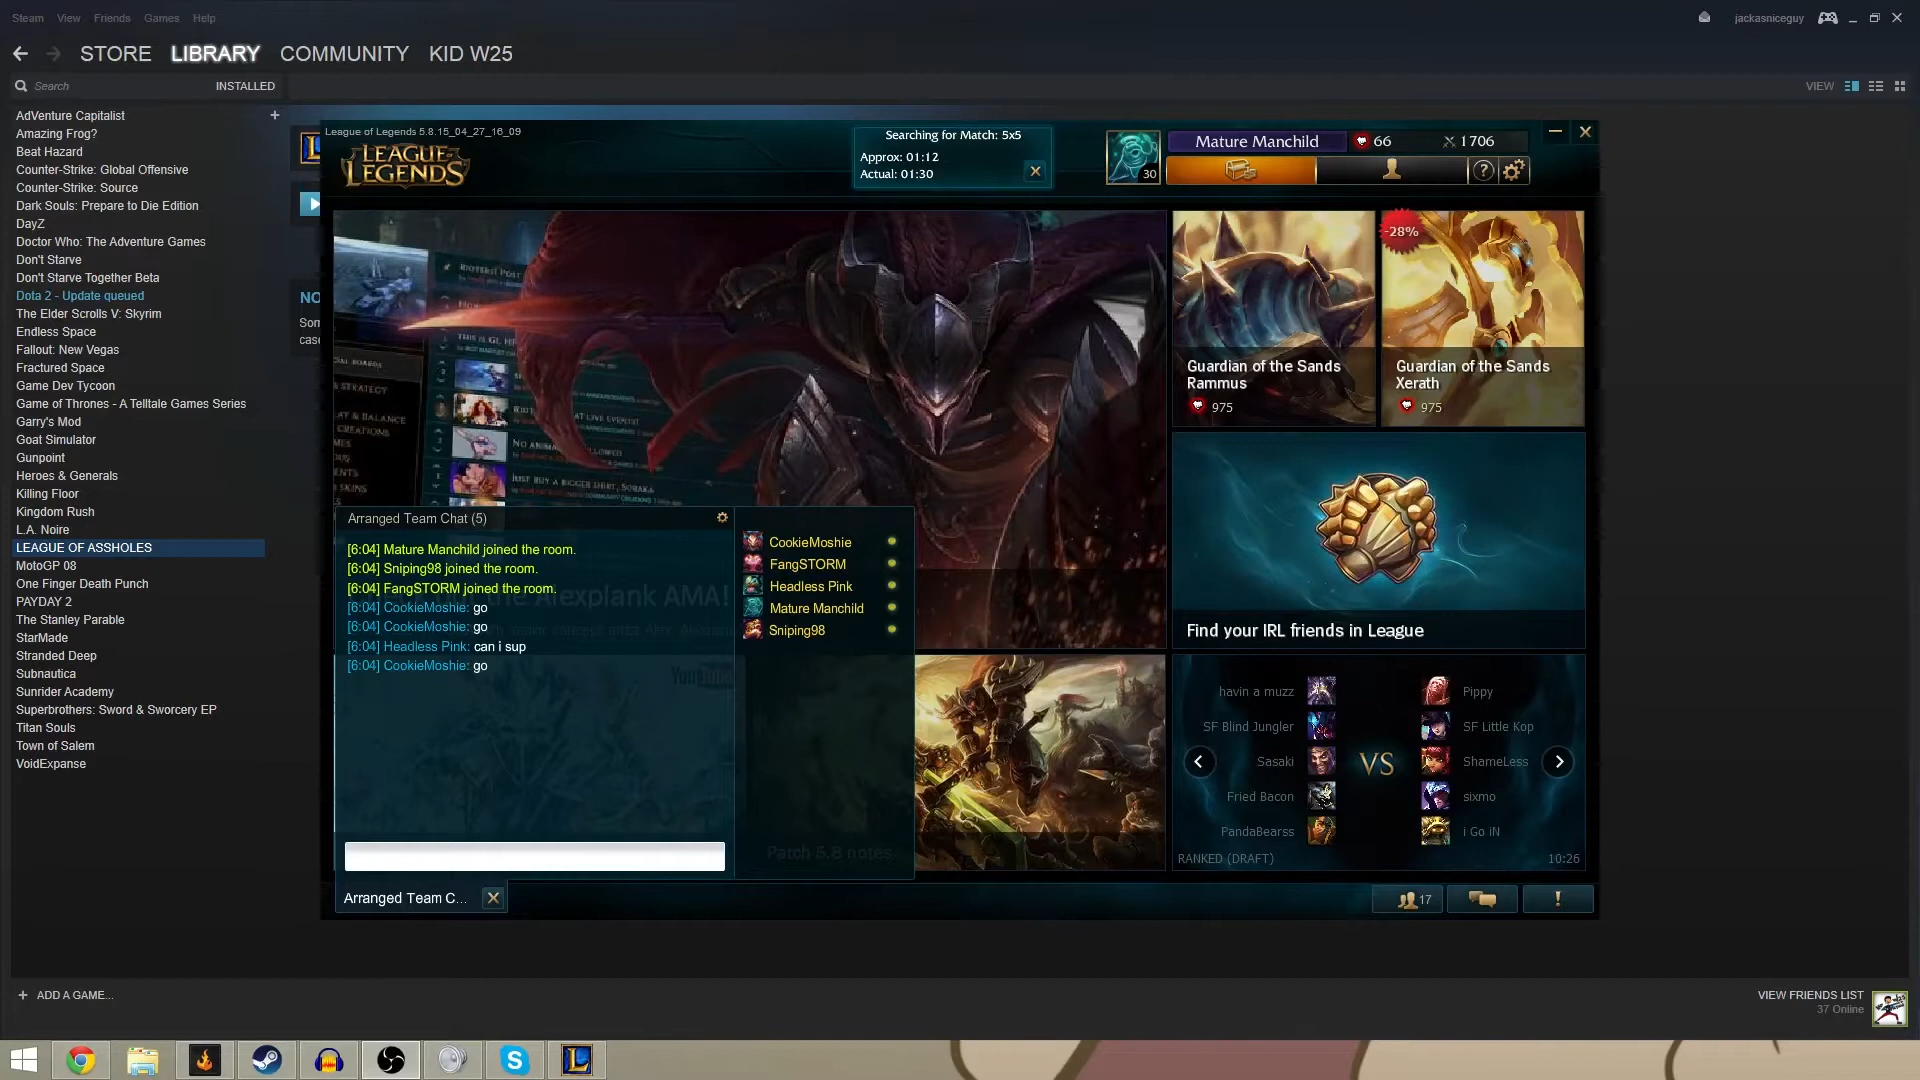 Steam View Friends Games Help
jackasniceguy
STORE LIBRARY COMMUNITY KID W25
Search INSTALLED
VIEW
AdVenture Capitalist
Amazing Frog?
Beat Hazard
Counter-Strike: Global Offensive
Counter-Strike: Source
Dark Souls: Prepare to Die Edition
DayZ
Doctor Who: The Adventure Games
Don't Starve
Don't Starve Together Beta
Dota 2 - Update queued
The Elder Scrolls V: Skyrim
Endless Space
Fallout: New Vegas
Fractured Space
Game Dev Tycoon
Game of Thrones - A Telltale Games Series
Garry's Mod
Goat Simulator
Gunpoint
Heroes & Generals
Killing Floor
Kingdom Rush
L.A. Noire
LEAGUE OF ASSHOLES
MotoGP 08
One Finger Death Punch
PAYDAY 2
The Stanley Parable
StarMade
Stranded Deep
Subnautica
Sunrider Academy
Superbrothers: Sword & Sworcery EP
Titan Souls
Town of Salem
VoidExpanse
NO
Som
case
League of Legends 5.8.15_04_27_16_09
LEAGUE OF LEGENDS
Searching for Match: 5x5
Approx: 01:12
Actual: 01:30
30
Mature Manchild 66 1706
?
Guardian of the Sands
Rammus
975
-28%
Guardian of the Sands
Xerath
975
Find your IRL friends in League
Arranged Team Chat (5)
[6:04] Mature Manchild joined the room.
[6:04] Sniping98 joined the room.
[6:04] FangSTORM joined the room.
[6:04] CookieMoshie: go
[6:04] CookieMoshie: go
[6:04] Headless Pink: can i sup
[6:04] CookieMoshie: go
the Alexplank AMA!
CookieMoshie
FangSTORM
Headless Pink
Mature Manchild
Sniping98
YouTube
Patch 5.8 notes
havin a muzz
SF Blind Jungler
Sasaki
Fried Bacon
PandaBearss
VS
Pippy
SF Little Kop
ShameLess
sixmo
i Go iN
RANKED (DRAFT) 10:26
Arranged Team C...
17
ADD A GAME...
VIEW FRIENDS LIST
37 Online